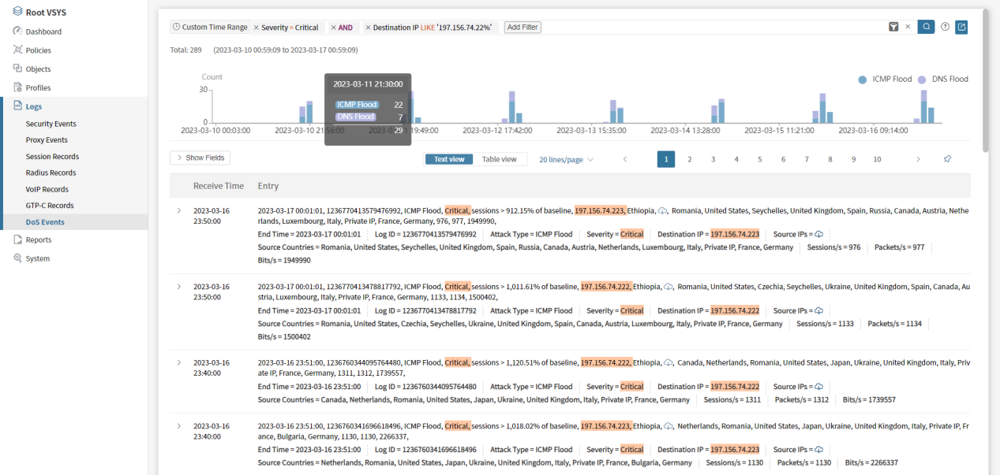 Root VSYS
Dashboard
Policies
Objects
Profiles
Logs
Security Events
Proxy Events
Session Records
Radius Records
VoIP Records
GTP-C Records
DoS Events
Reports
System
Custom Time Range × Severity = Critical × AND × Destination IP LIKE '197.156.74.22%' Add Filter
Total: 289 (2023-03-10 00:59:09 to 2023-03-17 00:59:09)
Count
30
0
ICMP Flood DNS Flood
2023-03-11 21:30:00
ICMP Flood 22
DNS Flood 7
29
2023-03-10 00:03:00 2023-03-10 21:56:00 19:49:00 2023-03-12 17:42:00 2023-03-13 15:35:00 2023-03-14 13:28:00 2023-03-15 11:21:00 2023-03-16 09:14:00
Show Fields Text view Table view 20 lines/page < 1 2 3 4 5 6 7 8 9 10 >
Receive Time Entry
2023-03-16
23:50:00
2023-03-17 00:01:01, 1236770413579476992, ICMP Flood, Critical, sessions > 912.15% of baseline, 197.156.74.223, Ethiopia, , Romania, United States, Seychelles, United Kingdom, Spain, Russia, Canada, Austria, Nethe
rlands, Luxembourg, Italy, Private IP, France, Germany, 976, 977, 1949990,
End Time = 2023-03-17 00:01:01 Log ID = 1236770413579476992 Attack Type = ICMP Flood Severity = Critical Destination IP = 197.156.74.223 Source IPs =
Source Countries = Romania, United States, Seychelles, United Kingdom, Spain, Russia, Canada, Austria, Netherlands, Luxembourg, Italy, Private IP, France, Germany Sessions/s = 976 Packets/s = 977
Bits/s = 1949990
2023-03-16
23:50:00
2023-03-17 00:01:01, 1236770413478817792, ICMP Flood, Critical, sessions > 1,011.61% of baseline, 197.156.74.222, Ethiopia, , Romania, United States, Czechia, Seychelles, Ukraine, United Kingdom, Spain, Canada, Au
stria, Luxembourg, Italy, Private IP, France, Germany, 1133, 1134, 1500402,
End Time = 2023-03-17 00:01:01 Log ID = 1236770413478817792 Attack Type = ICMP Flood Severity = Critical Destination IP = 197.156.74.222 Source IPs =
Source Countries = Romania, United States, Czechia, Seychelles, Ukraine, United Kingdom, Spain, Canada, Austria, Luxembourg, Italy, Private IP, France, Germany Sessions/s = 1133 Packets/s = 1134
Bits/s = 1500402
2023-03-16
23:40:00
2023-03-16 23:51:00, 1236760344095764480, ICMP Flood, Critical, sessions > 1,120.51% of baseline, 197.156.74.222, Ethiopia, , Canada, Netherlands, Romania, United States, Japan, Ukraine, United Kingdom, Italy, Priv
ate IP, France, Germany, 1311, 1312, 1739557,
End Time = 2023-03-16 23:51:00 Log ID = 1236760344095764480 Attack Type = ICMP Flood Severity = Critical Destination IP = 197.156.74.222 Source IPs =
Source Countries = Canada, Netherlands, Romania, United States, Japan, Ukraine, United Kingdom, Italy, Private IP, France, Germany Sessions/s = 1311 Packets/s = 1312 Bits/s = 1739557
2023-03-16
23:40:00
2023-03-16 23:51:00, 1236760341696618496, ICMP Flood, Critical, sessions > 1,018.02% of baseline, 197.156.74.223, Ethiopia, , Netherlands, Romania, United States, Japan, Ukraine, United Kingdom, Italy, Private IP, Fr
ance, Bulgaria, Germany, 1130, 1130, 2266337,
End Time = 2023-03-16 23:51:00 Log ID = 1236760341696618496 Attack Type = ICMP Flood Severity = Critical Destination IP = 197.156.74.223 Source IPs =
Source Countries = Netherlands, Romania, United States, Japan, Ukraine, United Kingdom, Italy, Private IP, France, Bulgaria, Germany Sessions/s = 1130 Packets/s = 1130 Bits/s = 2266337